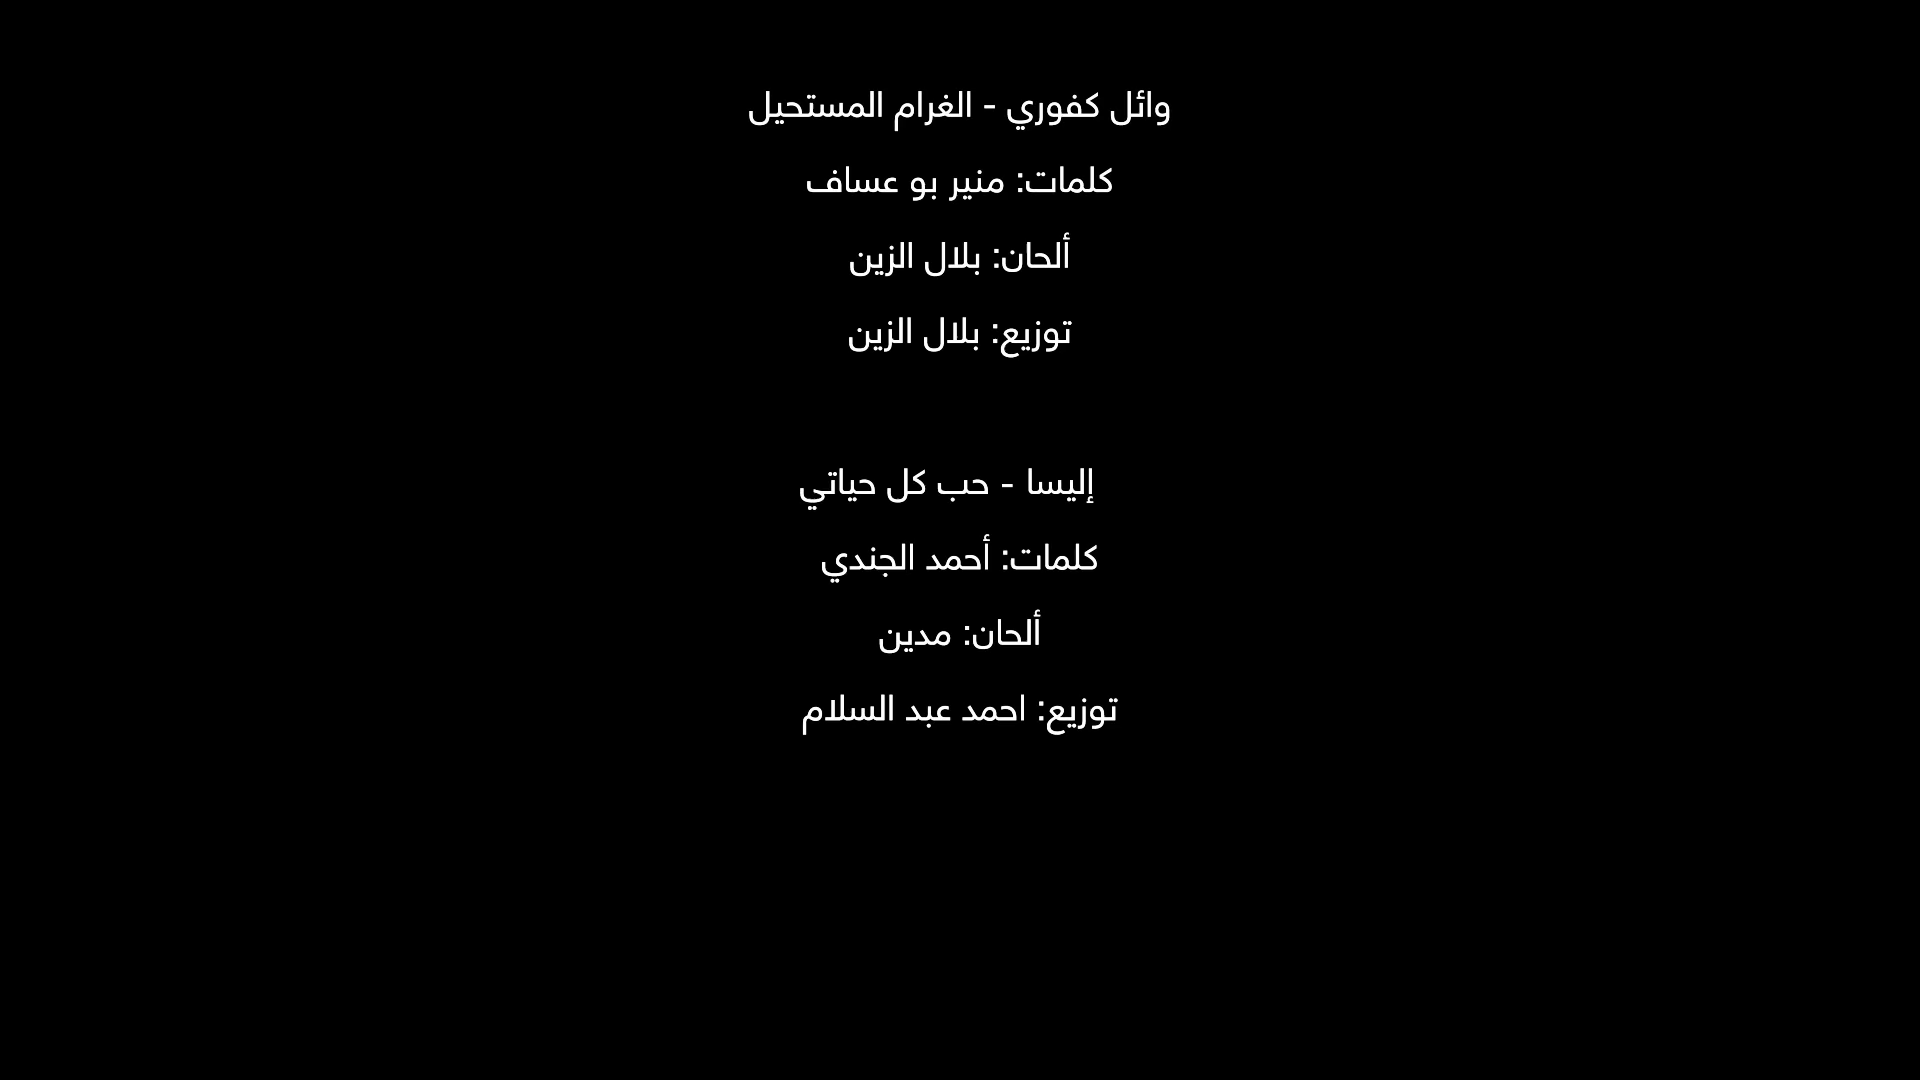 وائل كفوري - الغرام المستحيل
كلمات: منير بو عساف
ألحان: بلال الزين
توزيع: بلال الزين
إليسا - حب كل حياتي
كلمات: أحمد الجندي
ألحان: مدين
توزيع: احمد عبد السلام